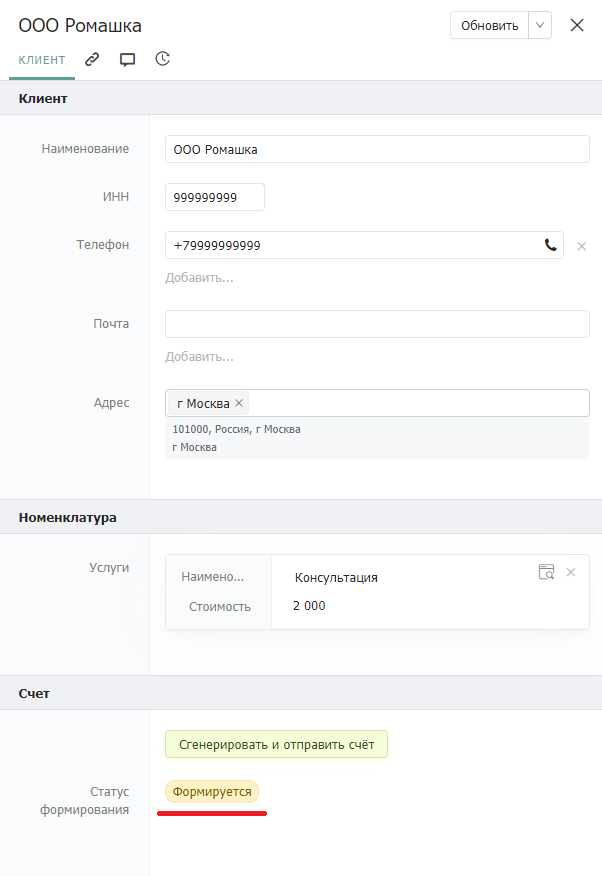 ООО Ромашка
Обновить
КЛИЕНТ
Клиент
Наименование
ООО Ромашка
ИНН
999999999
Телефон
+79999999999
Добавить...
Почта
Добавить...
Адрес
г Москва
101000, Россия, г Москва
г Москва
Номенклатура
Услуги
Наимено...
Консультация
Стоимость
2 000
Счет
Сгенерировать и отправить счёт
Статус
формирования
Формируется